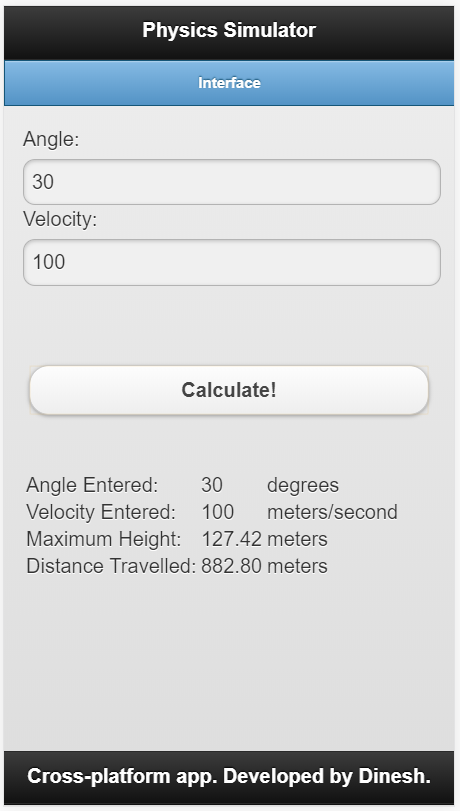 Physics Simulator
Interface
Angle:
30
Velocity:
100
Calculate!
Angle Entered: 30 degrees
Velocity Entered: 100 meters/second
Maximum Height: 127.42 meters
Distance Travelled: 882.80 meters
Cross-platform app. Developed by Dinesh.